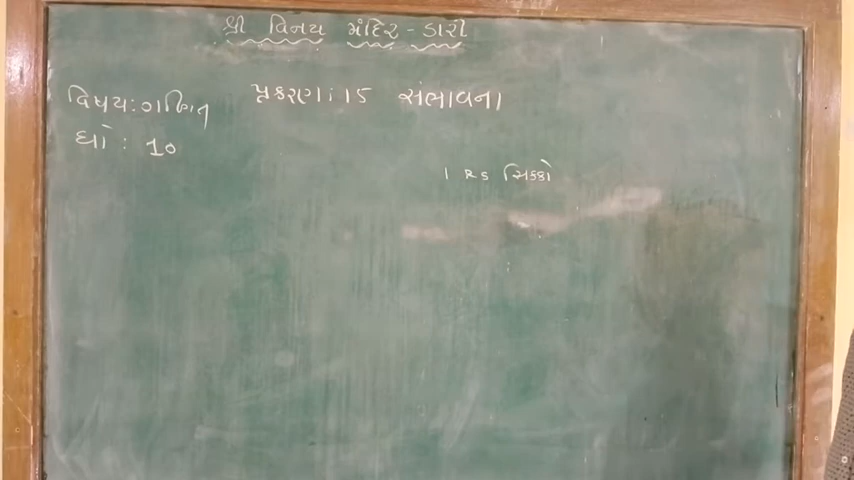 શ્રી વિનય મંદિર - ડારી
વિષય: ગણિત
પ્રકરણ: 15 સંભાવના
ધો: 10
1 RS સિક્કો